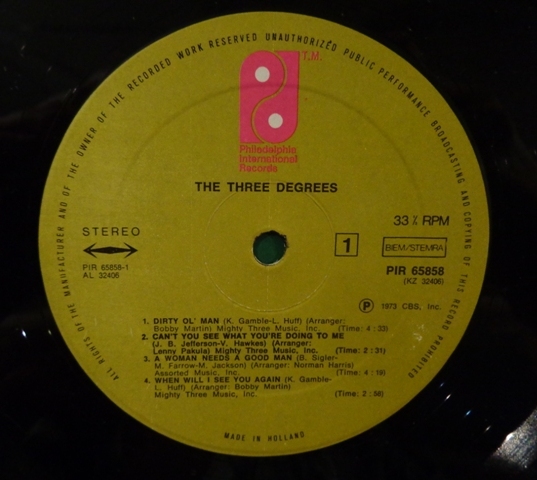 ALL RIGHTS OF THE MANUFACTURER AND OF THE OWNER OF THE RECORDED WORK RESERVED UNAUTHORIZED PUBLIC PERFORMANCE BROADCASTING AND COPYING OF THIS RECORD PROHIBITED
T.M.
Philadelphia
International
Records
THE THREE DEGREES
STEREO
33⅓ RPM
1
BIEM/STEMRA
PIR 65858-1
AL 32406
PIR 65858
(KZ 32406)
Ⓟ 1973 CBS, Inc.
1. DIRTY OL' MAN (K. Gamble-L. Huff) (Arranger:
Bobby Martin) Mighty Three Music, Inc. (Time: 4:33)
2. CAN'T YOU SEE WHAT YOU'RE DOING TO ME
(J. B. Jefferson-V. Hawkes) (Arranger:
Lenny Pakula) Mighty Three Music, Inc. (Time: 2:31)
3. A WOMAN NEEDS A GOOD MAN (B. Sigler-
M. Farrow-M. Jackson) (Arranger: Norman Harris)
Assorted Music, Inc. (Time: 4:19)
4. WHEN WILL I SEE YOU AGAIN (K. Gamble-
L. Huff) (Arranger: Bobby Martin)
Mighty Three Music, Inc. (Time: 2:58)
MADE IN HOLLAND